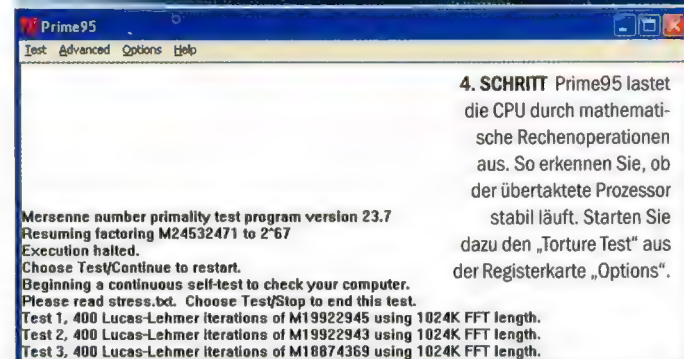 Prime95
Test Advanced Options Help
4. SCHRITT Prime95 lastet
die CPU durch mathemati-
sche Rechenoperationen
aus. So erkennen Sie, ob
der übertaktete Prozessor
stabil läuft. Starten Sie
dazu den „Torture Test“ aus
der Registerkarte „Options“.
Mersenne number primality test program version 23.7
Resuming factoring M24532471 to 2^67
Execution halted.
Choose Test/Continue to restart.
Beginning a continuous self-test to check your computer.
Please read stress.txt. Choose Test/Stop to end this test.
Test 1, 400 Lucas-Lehmer iterations of M19922945 using 1024K FFT length.
Test 2, 400 Lucas-Lehmer iterations of M19922943 using 1024K FFT length.
Test 3, 400 Lucas-Lehmer iterations of M18874369 using 1024K FFT length.